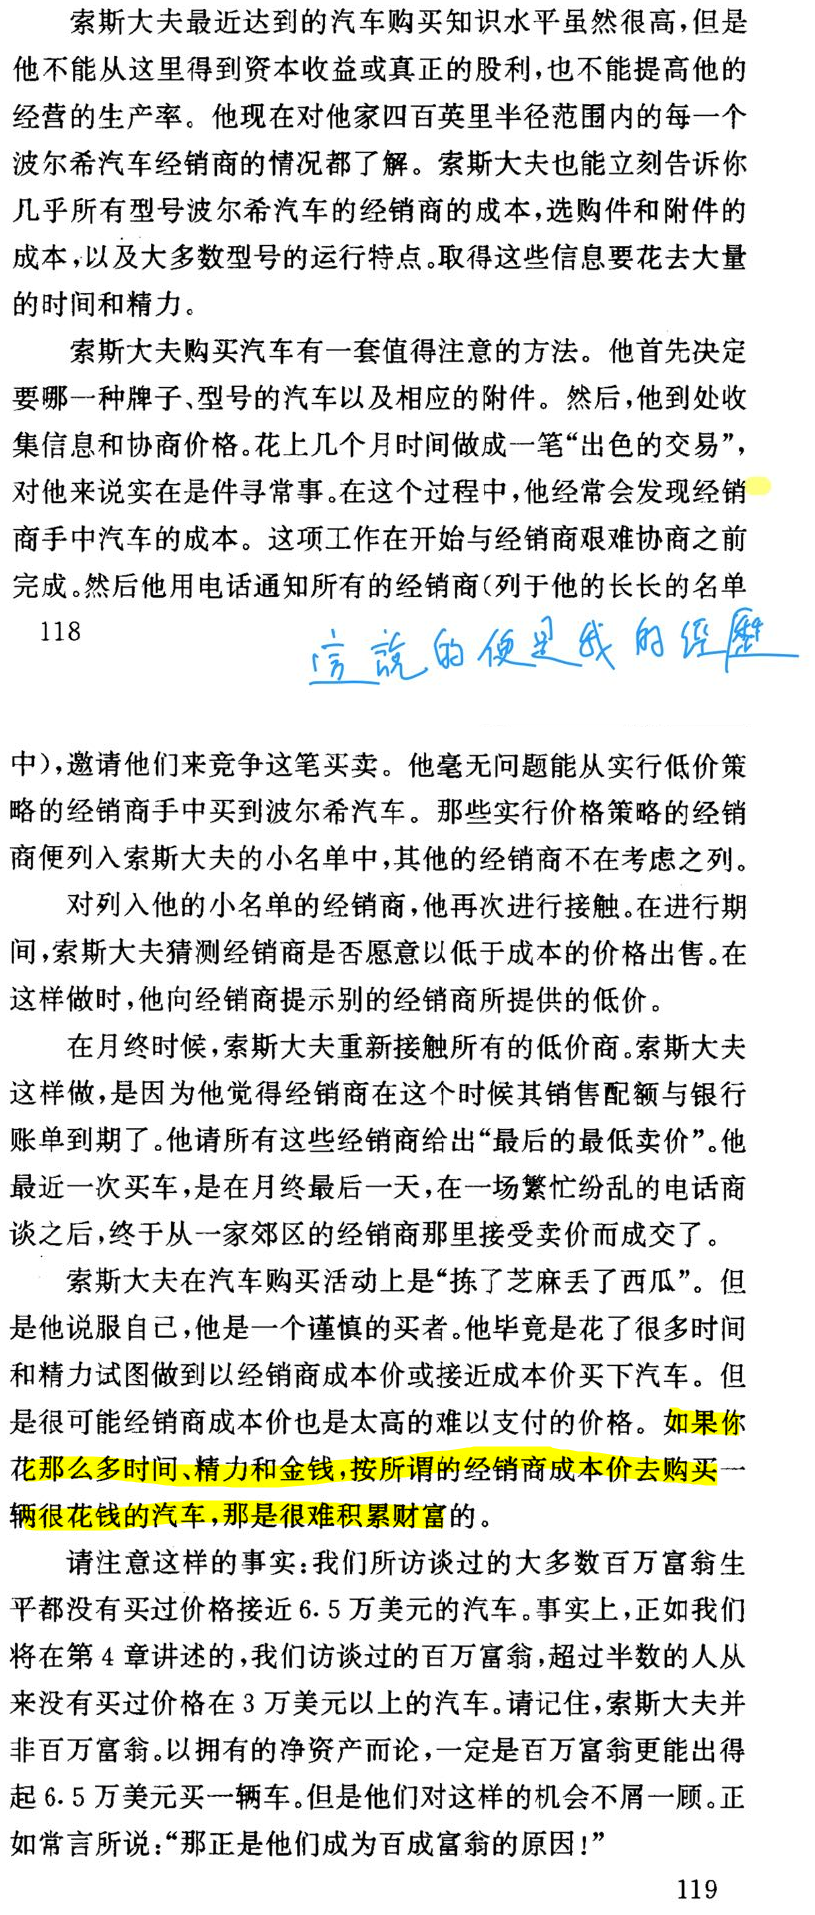 索斯大夫最近达到的汽车购买知识水平虽然很高，但是
他不能从这里得到资本收益或真正的股利，也不能提高他的
经营的生产率。他现在对他家四百英里半径范围内的每一个
波尔希汽车经销商的情况都了解。索斯大夫也能立刻告诉你
几乎所有型号波尔希汽车的经销商的成本，选购件和附件的
成本，以及大多数型号的运行特点。取得这些信息要花去大量
的时间和精力。
索斯大夫购买汽车有一套值得注意的方法。他首先决定
要哪一种牌子、型号的汽车以及相应的附件。然后，他到处收
集信息和协商价格。花上几个月时间做成一笔“出色的交易”，
对他来说实在是件寻常事。在这个过程中，他经常会发现经销
商手中汽车的成本。这项工作在开始与经销商艰难协商之前
完成。然后他用电话通知所有的经销商（列于他的长长的名单
118
說的便是我的經歷
中），邀请他们来竞争这笔买卖。他毫无问题能从实行低价策
略的经销商手中买到波尔希汽车。那些实行价格策略的经销
商便列入索斯大夫的小名单中，其他的经销商不在考虑之列。
对列入他的小名单的经销商，他再次进行接触。在进行期
间，索斯大夫猜测经销商是否愿意以低于成本的价格出售。在
这样做时，他向经销商提示别的经销商所提供的低价。
在月终时候，索斯大夫重新接触所有的低价商。索斯大夫
这样做，是因为他觉得经销商在这个时候其销售配额与银行
账单到期了。他请所有这些经销商给出“最后的最低卖价”。他
最近一次买车，是在月终最后一天，在一场繁忙纷乱的电话商
谈之后，终于从一家郊区的经销商那里接受卖价而成交了。
索斯大夫在汽车购买活动上是“拣了芝麻丢了西瓜”。但
是他说服自己，他是一个谨慎的买者。他毕竟是花了很多时间
和精力试图做到以经销商成本价或接近成本价买下汽车。但
是很可能经销商成本价也是太高的难以支付的价格。如果你
花那么多时间、精力和金钱，按所谓的经销商成本价去购买一
辆很花钱的汽车，那是很难积累财富的。
请注意这样的事实：我们所访谈过的大多数百万富翁生
平都没有买过价格接近6.5万美元的汽车。事实上，正如我们
将在第4章讲述的，我们访谈过的百万富翁，超过半数的人从
来没有买过价格在3万美元以上的汽车。请记住，索斯大夫并
非百万富翁。以拥有的净资产而论，一定是百万富翁更能出得
起6.5万美元买一辆车。但是他们对这样的机会不屑一顾。正
如常言所说：“那正是他们成为百成富翁的原因！”
119